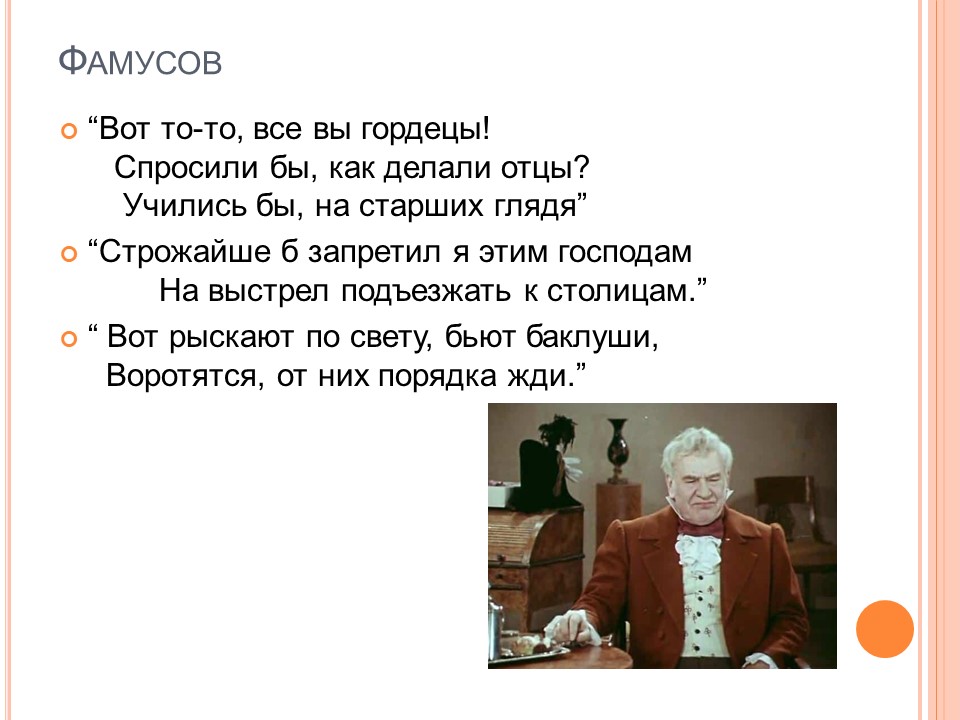 Фамусов
“Вот то-то, все вы гордецы!
Спросили бы, как делали отцы?
Учились бы, на старших глядя”
“Строжайше б запретил я этим господам
На выстрел подъезжать к столицам.”
“ Вот рыскают по свету, бьют баклуши,
Воротятся, от них порядка жди.”